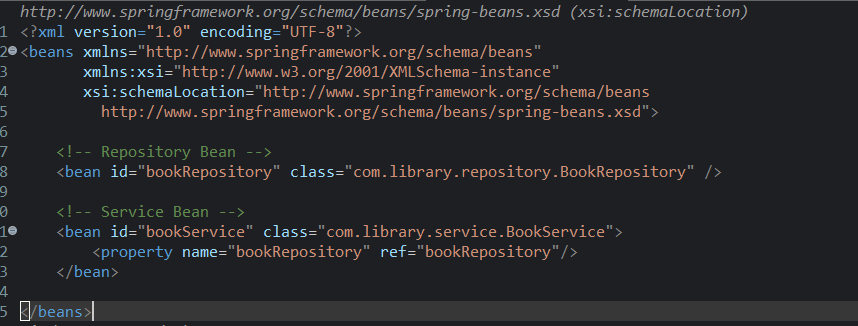 http://www.springframework.org/schema/beans/spring-beans.xsd (xsi:schemaLocation)
1 <?xml version="1.0" encoding="UTF-8"?>
2 <beans xmlns="http://www.springframework.org/schema/beans"
3 xmlns:xsi="http://www.w3.org/2001/XMLSchema-instance"
4 xsi:schemaLocation="http://www.springframework.org/schema/beans
5 http://www.springframework.org/schema/beans/spring-beans.xsd">
6
7 <!-- Repository Bean -->
8 <bean id="bookRepository" class="com.library.repository.BookRepository" />
9
0 <!-- Service Bean -->
1 <bean id="bookService" class="com.library.service.BookService">
2 <property name="bookRepository" ref="bookRepository"/>
3 </bean>
4
5 </beans>